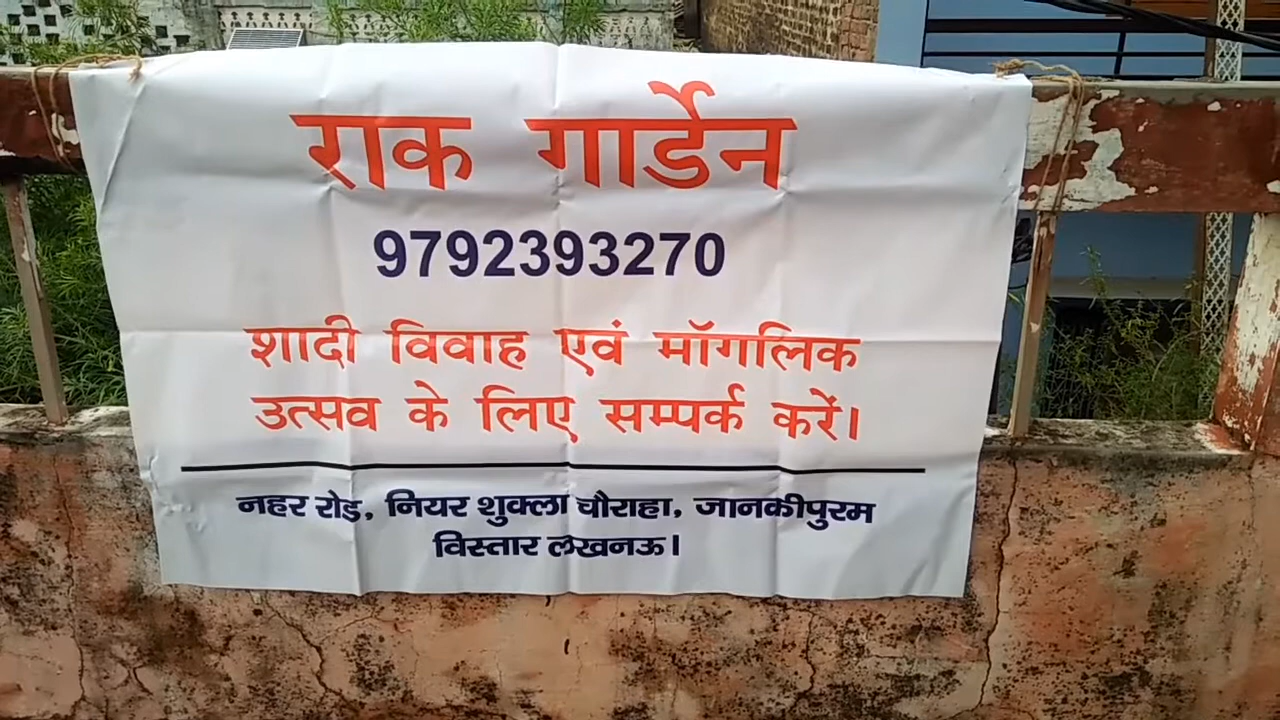 राक गार्डेन
9792393270
शादी विवाह एवं मॉगलिक
उत्सव के लिए सम्पर्क करें।
नहर रोड़, नियर शुक्ला चौराहा, जानकीपुरम
विस्तार लखनऊ।